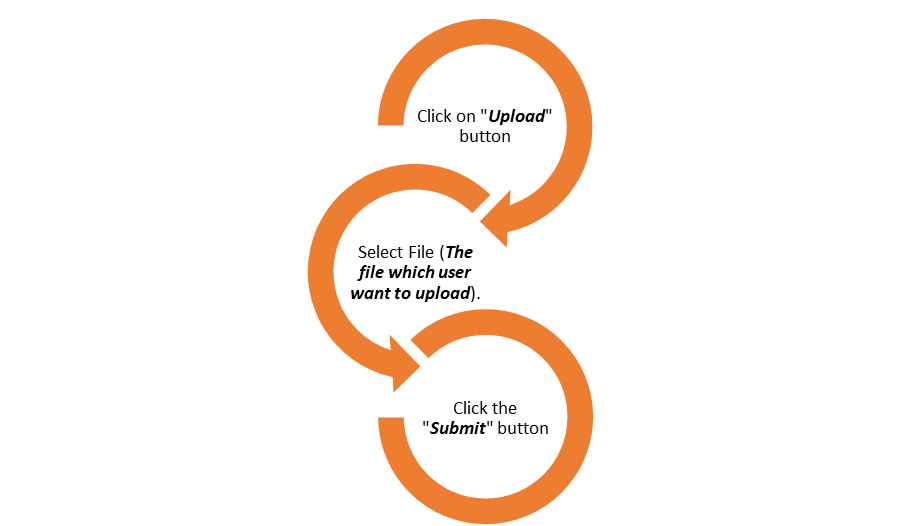 Click on "Upload"
button
Select File (The
file which user
want to upload).
Click the
"Submit" button